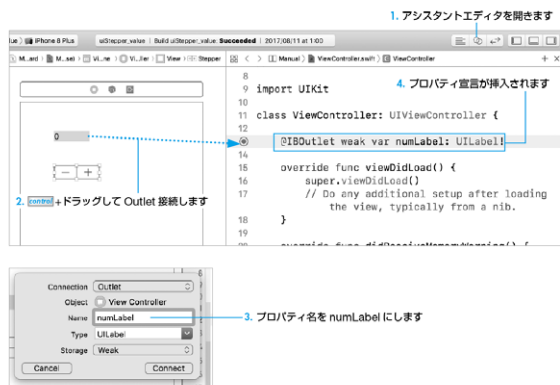 1. アシスタントエディタを開きます
iPhone 8 Plus
uiStepper_value | Build uiStepper_value: Succeeded | 2017/08/11 at 1:00
View Stepper
Manual ViewController.swift ViewController
4. プロパティ宣言が挿入されます
8
9 import UIKit
10
11 class ViewController: UIViewController {
12
@IBOutlet weak var numLabel: UILabel!
0
14
15 override func viewDidLoad() {
16 super.viewDidLoad()
17 // Do any additional setup after loading
the view, typically from a nib.
18 }
19
2. control+ドラッグして Outlet 接続します
Connection Outlet
Object View Controller
Name numLabel
3. プロパティ名を numLabel にします
Type UILabel
Storage Weak
Cancel Connect